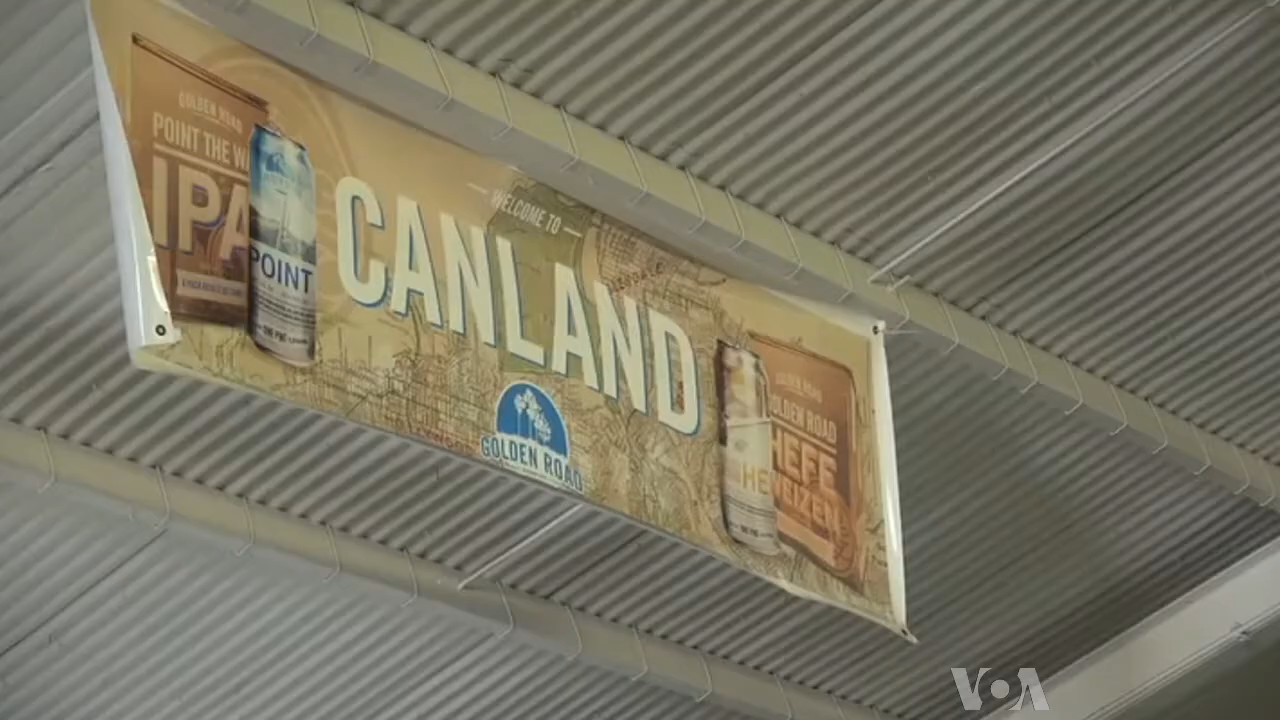 GOLDEN ROAD
POINT THE WA
IPA
POINT
WELCOME TO
CANLAND
GOLDEN ROAD
GOLDEN ROAD
OLDEN ROAD
HEFE
WEIZEN
HE
VOA